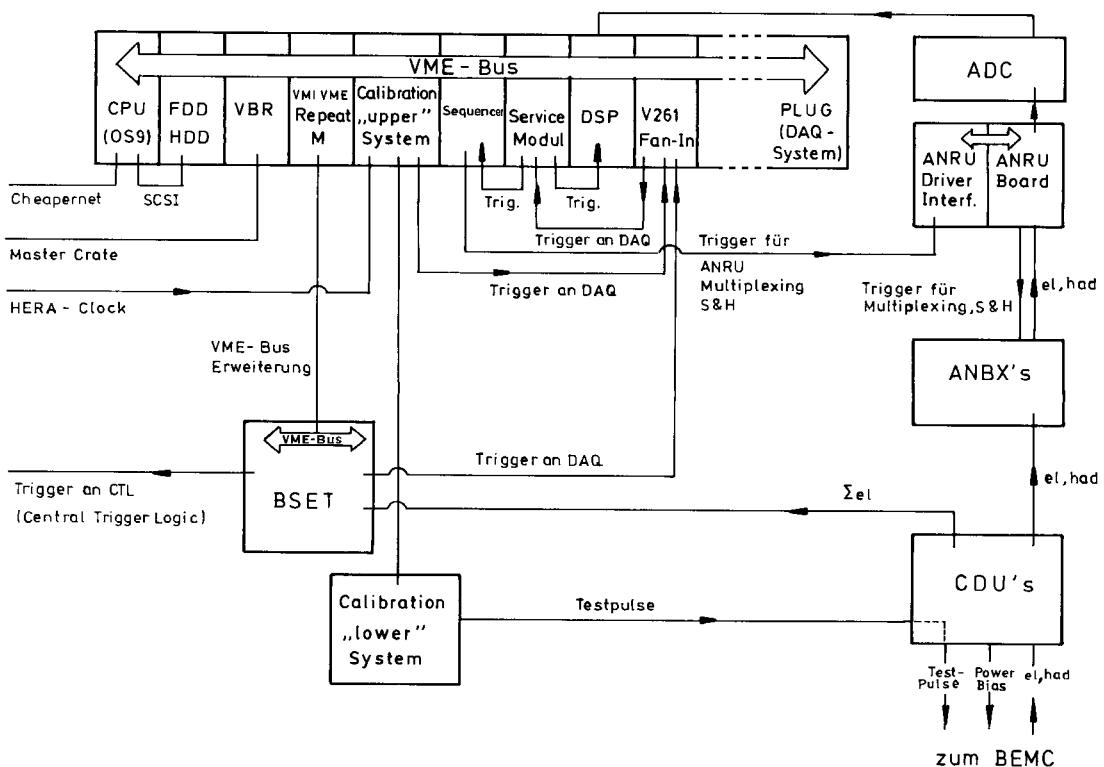 VME-Bus
CPU
(OS9)
FDD
HDD
VBR
VMIVME
Repeat
M
Calibration
„upper"
System
Sequencer
Service
Modul
DSP
V261
Fan-In
PLUG
(DAQ-
System)
ADC
ANRU
Driver
Interf.
ANRU
Board
Cheapernet
SCSI
Trig.
Trig.
Master Crate
Trigger an DAQ
Trigger für
ANRU
Multiplexing
S&H
HERA - Clock
Trigger an DAQ
Trigger für
Multiplexing, S&H
el, had
VME-Bus
Erweiterung
ANBX's
VME-Bus
BSET
Trigger an DAQ
el, had
Trigger an CTL
(Central Trigger Logic)
Σel
CDU's
Calibration
„lower"
System
Testpulse
Test-
Pulse
Power
Bias
el, had
zum BEMC